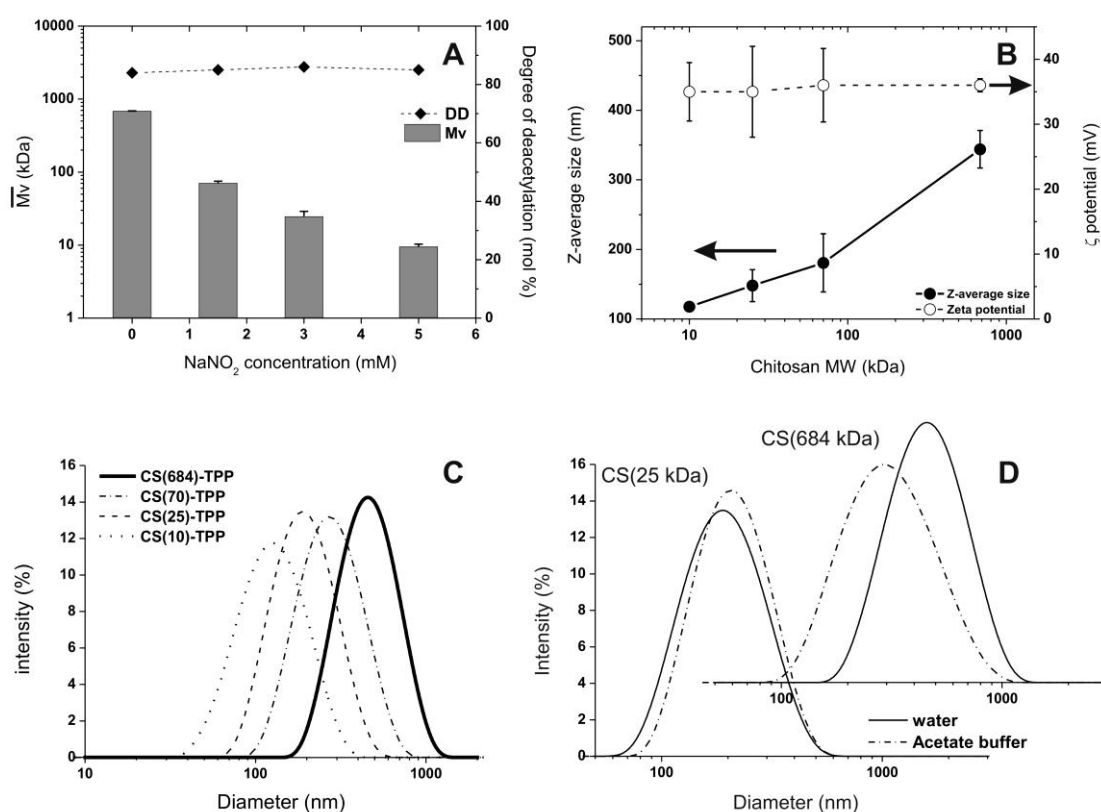 A
10000
1000
100
10
1
Mv (kDa)
100
80
60
40
20
0
Degree of deacetylation (mol %)
DD
Mv
0 1 2 3 4 5 6
NaNO₂ concentration (mM)
B
500
400
300
200
100
Z-average size (nm)
40
30
20
10
0
ζ potential (mV)
Z-average size
Zeta potential
10 100 1000
Chitosan MW (kDa)
C
16
14
12
10
8
6
4
2
0
intensity (%)
CS(684)-TPP
CS(70)-TPP
CS(25)-TPP
CS(10)-TPP
10 100 1000
Diameter (nm)
D
CS(684 kDa)
CS(25 kDa)
16
14
12
10
8
6
4
2
0
Intensity (%)
100 1000
water
Acetate buffer
100 1000
Diameter (nm)